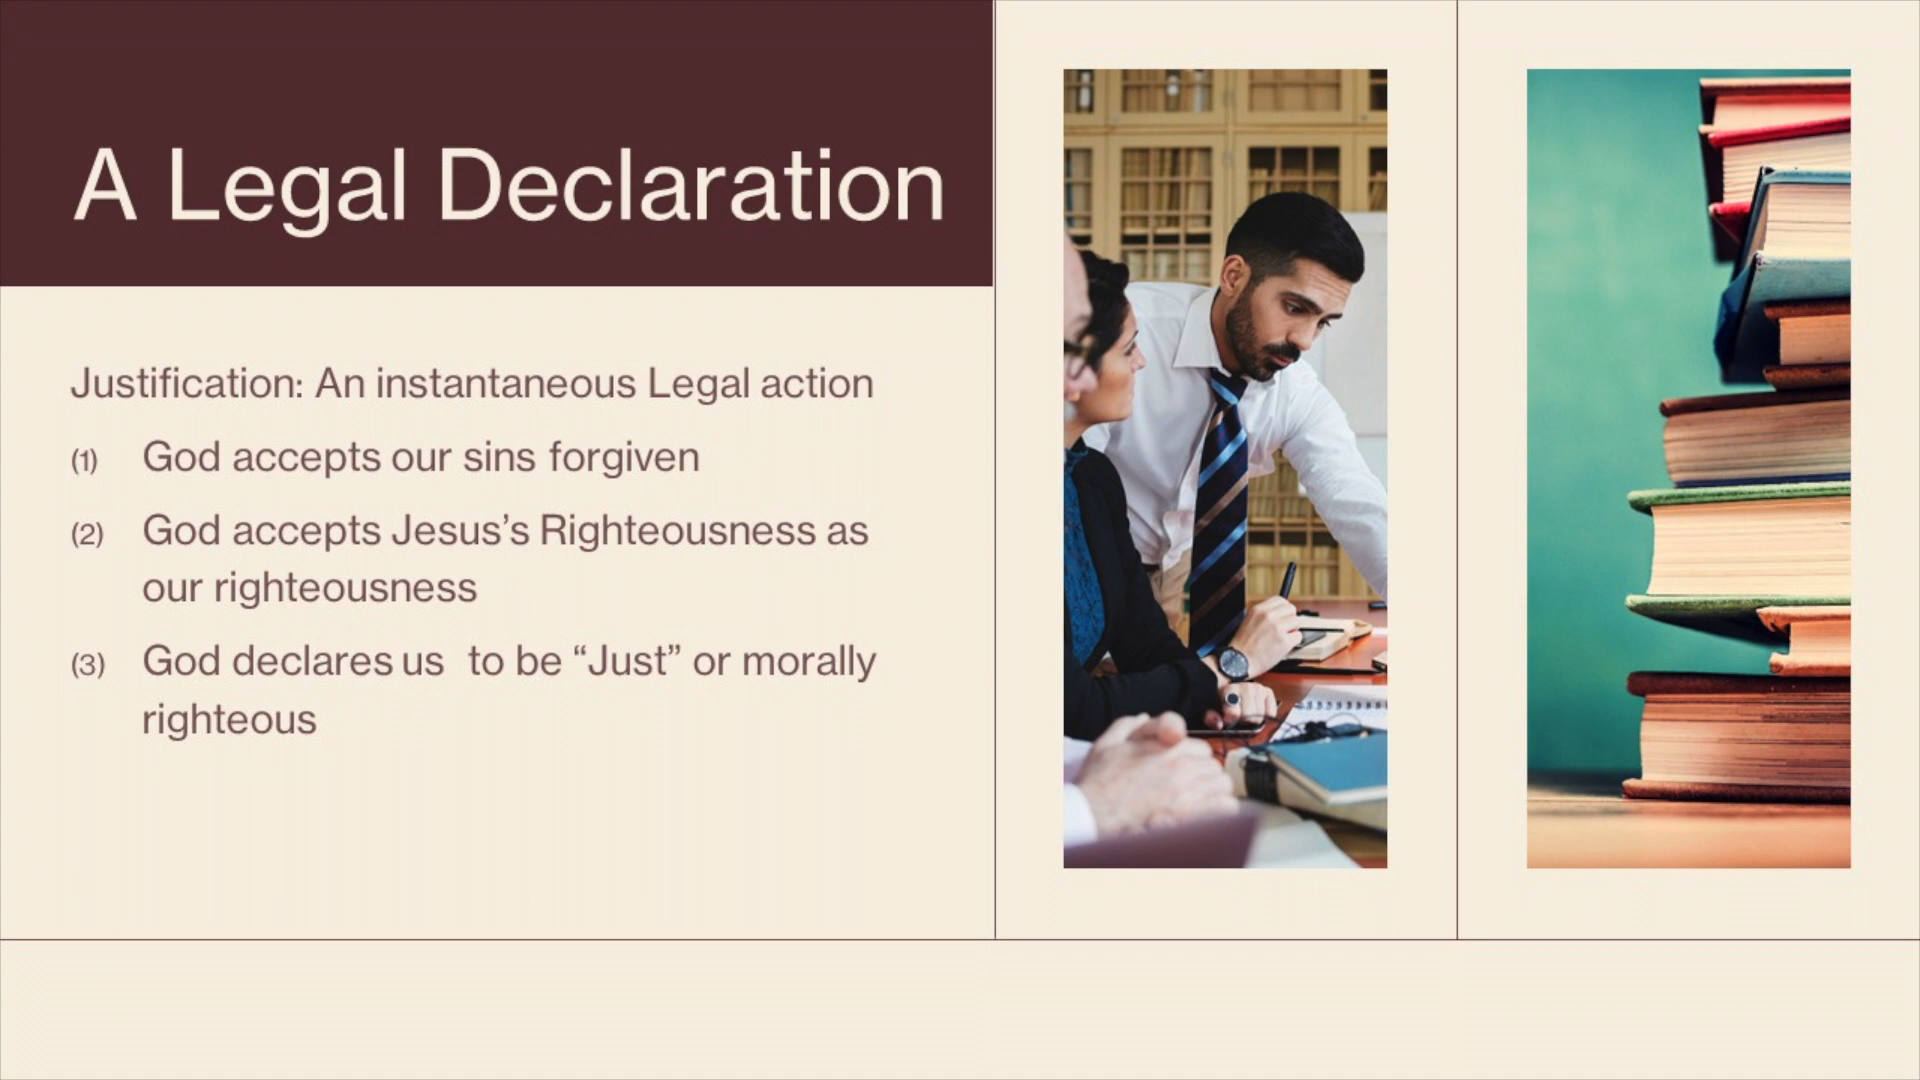 A Legal Declaration
Justification: An instantaneous Legal action
(1) God accepts our sins forgiven
(2) God accepts Jesus’s Righteousness as
our righteousness
(3) God declares us  to be “Just” or morally
righteous